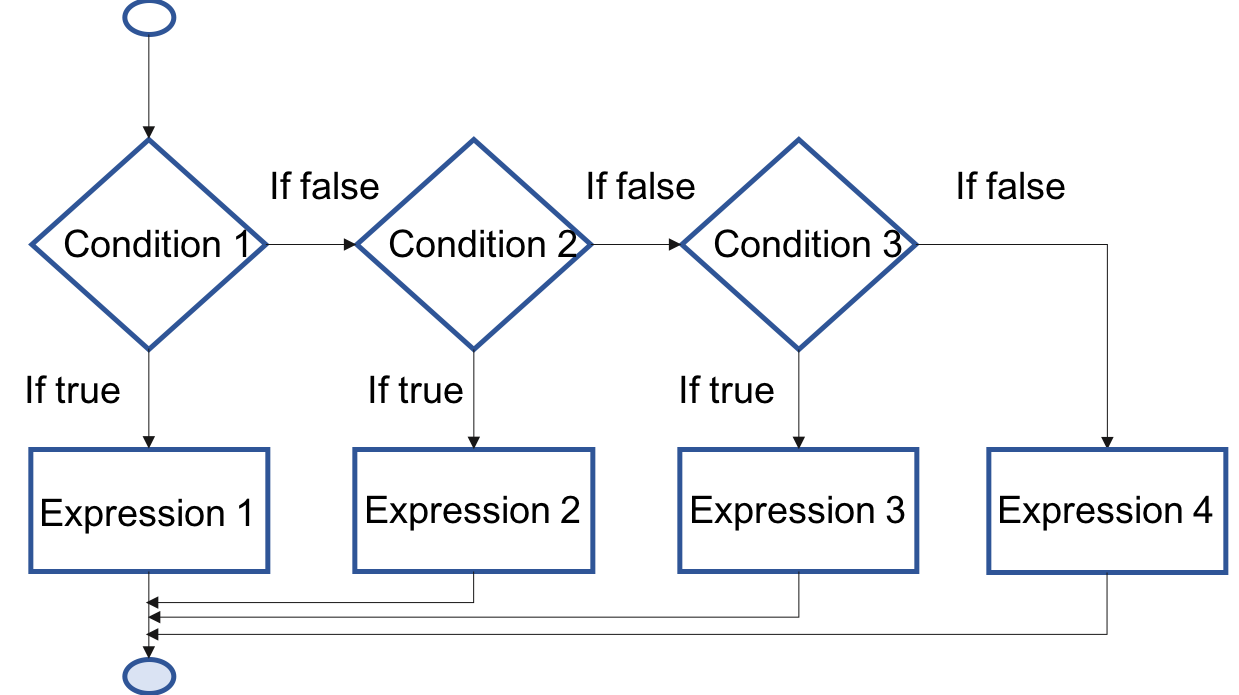 If false
If false
If false
Condition 1
Condition 2
Condition 3
If true
If true
If true
Expression 1
Expression 2
Expression 3
Expression 4